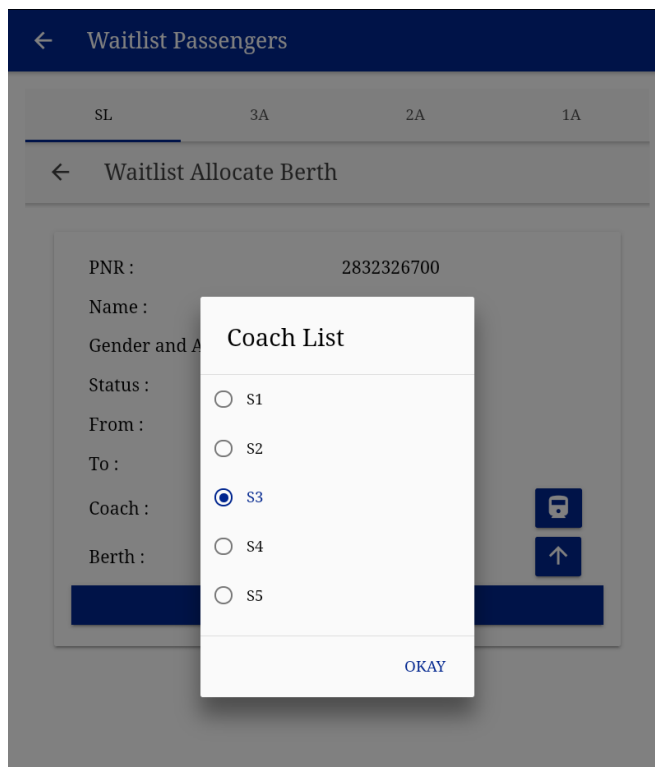 Waitlist Passengers
SL 3A 2A 1A
Waitlist Allocate Berth
PNR : 2832326700
Name :
Gender and A
Status :
From :
To :
Coach :
Berth :
Coach List
S1
S2
S3
S4
S5
OKAY